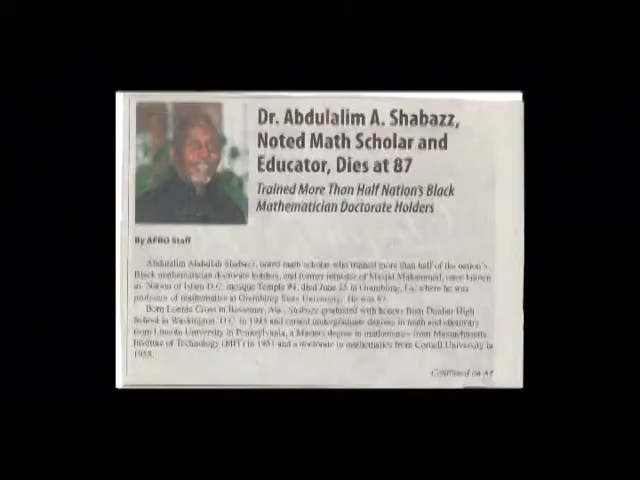 Dr. Abdulalim A. Shabazz,
Noted Math Scholar and
Educator, Dies at 87
Trained More Than Half Nation's Black
Mathematician Doctorate Holders
By AFRO Staff
Abdulalim Abdullah Shabazz, noted math scholar who trained more than half of the nation's
Black mathematician doctorate holders, and former minister of Masjid Muhammad, once known
as Nation of Islam D.C. mosque Temple #4, died June 25 in Grambling, La. where he was
professor of mathematics at Grambling State University. He was 87.
Born Lonnie Cross in Bessemer, Ala., Shabazz graduated with honors from Dunbar High
School in Washington, D.C. in 1943 and earned undergraduate degrees in math and chemistry
from Lincoln University in Pennsylvania, a Masters degree in mathematics from Massachusetts
Institute of Technology (MIT) in 1951 and a doctorate in mathematics from Cornell University in
1955.
Continued on A4